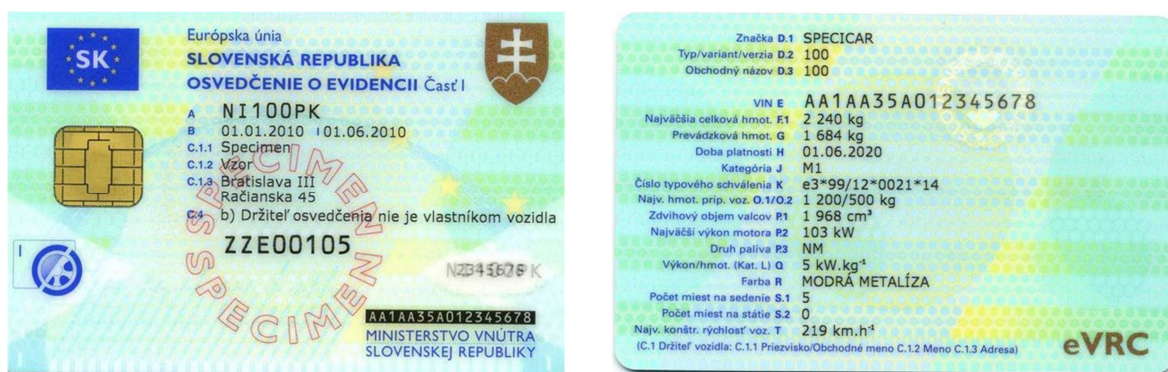 SK
Európska únia
SLOVENSKÁ REPUBLIKA
OSVEDČENIE O EVIDENCII Časť I
A NI100PK
B 01.01.2010 I 01.06.2010
C.1.1 Specimen
C.1.2 Vzor
C.1.3 Bratislava III
Račianska 45
C.4 b) Držiteľ osvedčenia nie je vlastníkom vozidla
ZZE00105
SPECIMEN SPECIMEN
I
AA1AA35A012345678
MINISTERSTVO VNÚTRA
SLOVENSKEJ REPUBLIKY
Značka D.1 SPECICAR
Typ/variant/verzia D.2 100
Obchodný názov D.3 100
VIN E AA1AA35A012345678
Najväčšia celková hmot. F.1 2 240 kg
Prevádzková hmot. G 1 684 kg
Doba platnosti H 01.06.2020
Kategória J M1
Číslo typového schválenia K e3*99/12*0021*14
Najv. hmot. príp. voz. O.1/O.2 1 200/500 kg
Zdvihový objem valcov P.1 1 968 cm³
Najväčší výkon motora P.2 103 kW
Druh paliva P.3 NM
Výkon/hmot. (Kat. L) Q 5 kW.kg⁻¹
Farba R MODRÁ METALÍZA
Počet miest na sedenie S.1 5
Počet miest na státie S.2 0
Najv. konštr. rýchlosť voz. T 219 km.h⁻¹
(C.1 Držiteľ vozidla: C.1.1 Priezvisko/Obchodné meno C.1.2 Meno C.1.3 Adresa)
eVRC